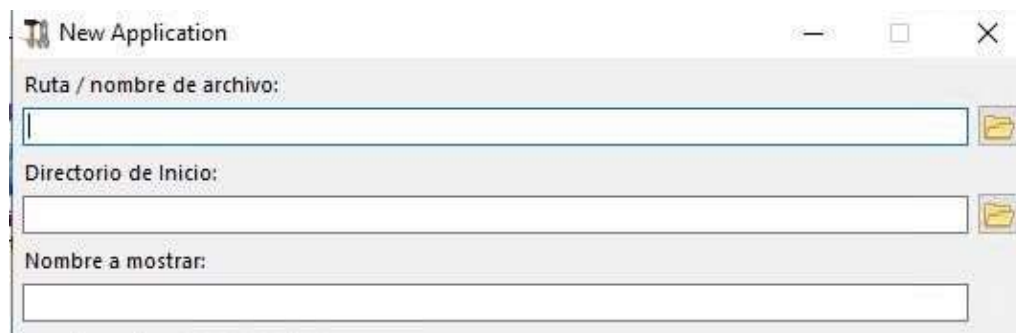 New Application
Ruta / nombre de archivo:
Directorio de Inicio:
Nombre a mostrar: